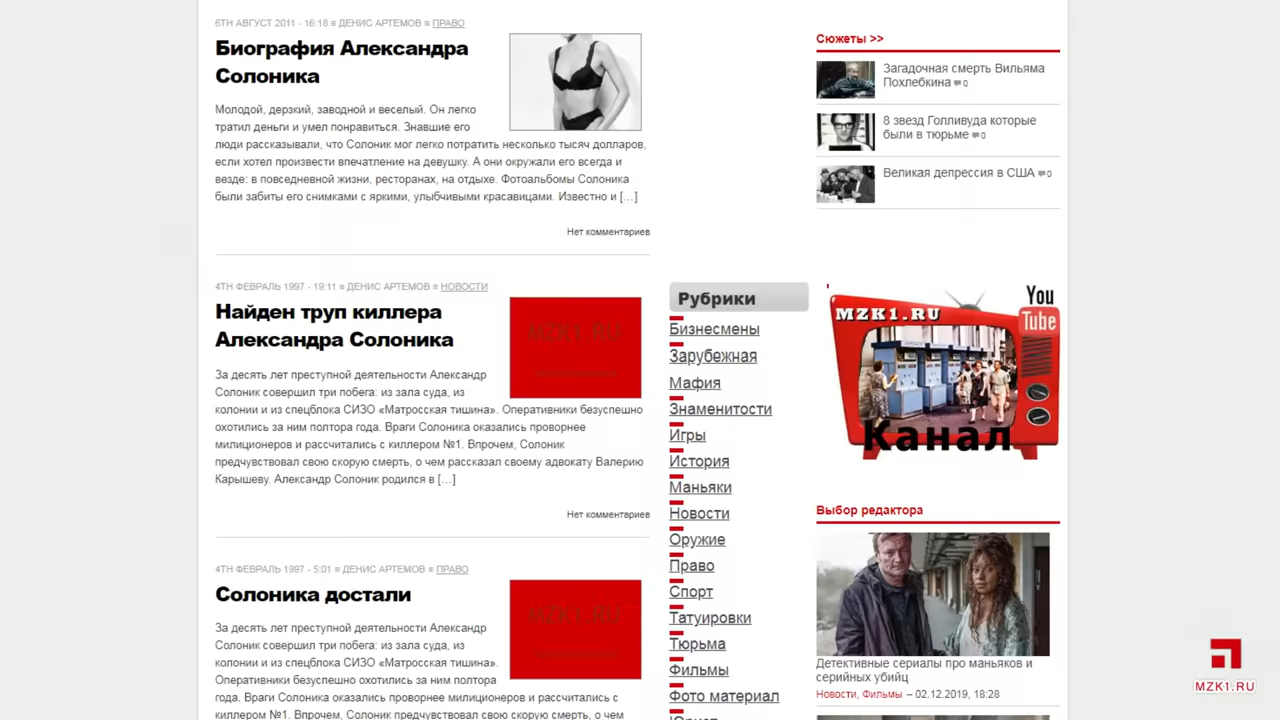 6TH АВГУСТ 2011 - 16:18 ≡ ДЕНИС АРТЕМОВ ≡ ПРАВО
Биография Александра
Солоника
Молодой, дерзкий, заводной и веселый. Он легко
тратил деньги и умел понравиться. Знавшие его
люди рассказывали, что Солоник мог легко потратить несколько тысяч долларов,
если хотел произвести впечатление на девушку. А они окружали его всегда и
везде: в повседневной жизни, ресторанах, на отдыхе. Фотоальбомы Солоника
были забиты его снимками с яркими, улыбчивыми красавицами. Известно и […]
Нет комментариев
4TH ФЕВРАЛЬ 1997 - 19:11 ≡ ДЕНИС АРТЕМОВ ≡ НОВОСТИ
Найден труп киллера
Александра Солоника
MZK1.RU
За десять лет преступной деятельности Александр
Солоник совершил три побега: из зала суда, из
колонии и из спецблока СИЗО «Матросская тишина». Оперативники безуспешно
охотились за ним полтора года. Враги Солоника оказались проворнее
милиционеров и рассчитались с киллером №1. Впрочем, Солоник
предчувствовал свою скорую смерть, о чем рассказал своему адвокату Валерию
Карышеву. Александр Солоник родился в […]
Нет комментариев
4TH ФЕВРАЛЬ 1997 - 5:01 ≡ ДЕНИС АРТЕМОВ ≡ ПРАВО
Солоника достали
MZK1.RU
За десять лет преступной деятельности Александр
Солоник совершил три побега: из зала суда, из
колонии и из спецблока СИЗО «Матросская тишина».
Оперативники безуспешно охотились за ним полтора
года. Враги Солоника оказались проворнее милиционеров и рассчитались с
киллером №1. Впрочем, Солоник предчувствовал свою скорую смерть, о чем
Рубрики
Бизнесмены
Зарубежная
Мафия
Знаменитости
Игры
История
Маньяки
Новости
Оружие
Право
Спорт
Татуировки
Тюрьма
Фильмы
Фото материал
Юрист
Сюжеты >>
Загадочная смерть Вильяма
Похлебкина 0
8 звезд Голливуда которые
были в тюрьме 0
Великая депрессия в США 0
You
Tube
MZK1.RU
Канал
Выбор редактора
Детективные сериалы про маньяков и
серийных убийц
Новости, Фильмы – 02.12.2019, 18:28
MZK1.RU